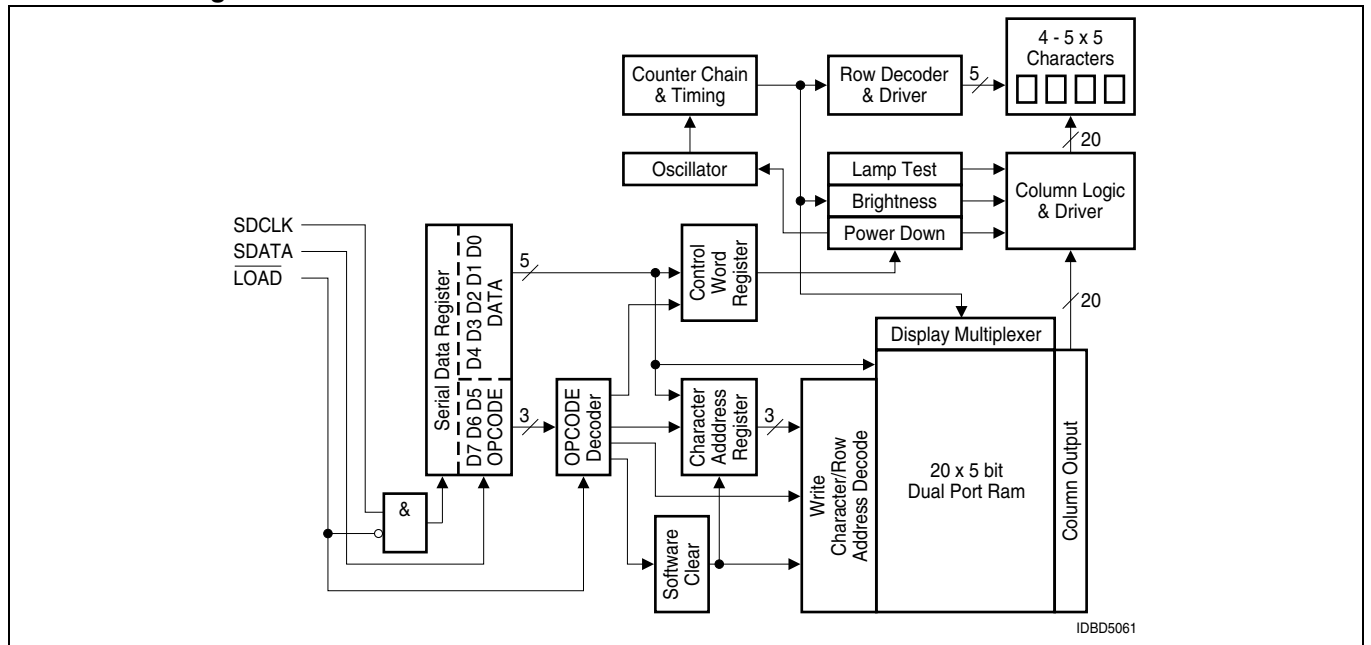 4 - 5 x 5
Characters
Counter Chain
& Timing
Row Decoder
& Driver
5
20
Oscillator
Lamp Test
Brightness
Power Down
Column Logic
& Driver
SDCLK
SDATA
LOAD
Serial Data Register
D4 D3 D2 D1 D0
DATA
D7 D6 D5
OPCODE
5
3
OPCODE
Decoder
Control
Word
Register
20
Display Multiplexer
Character
Adddress
Register
3
Write
Character/Row
Address Decode
20 x 5 bit
Dual Port Ram
Column Output
&
Software
Clear
IDBD5061